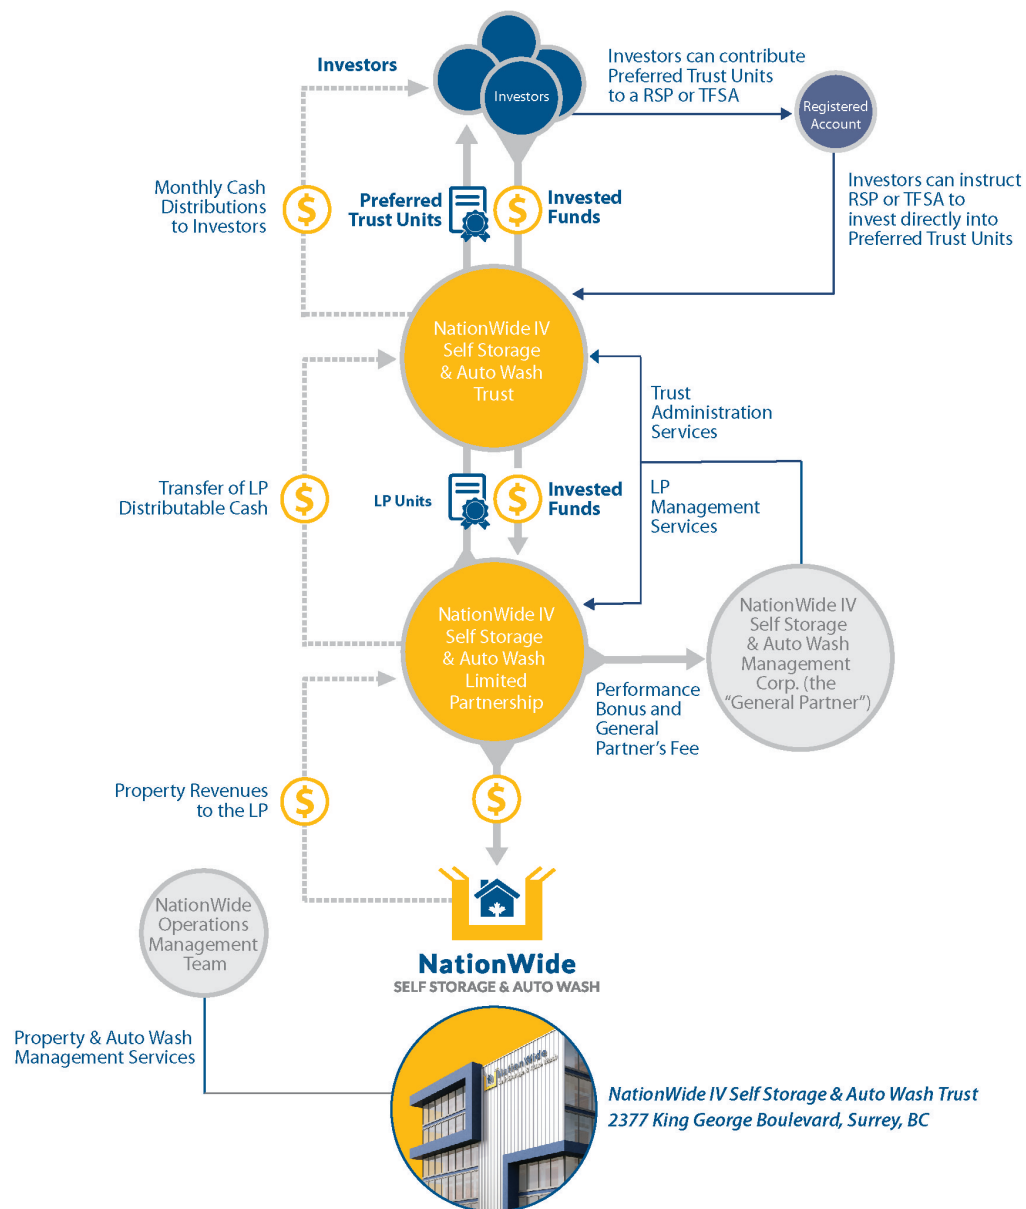 Investors
Investors
Investors can contribute
Preferred Trust Units
to a RSP or TFSA
Registered
Account
Monthly Cash
Distributions
to Investors
$
Preferred
Trust Units
$
Invested
Funds
Investors can instruct
RSP or TFSA to
invest directly into
Preferred Trust Units
NationWide IV
Self Storage
& Auto Wash
Trust
Trust
Administration
Services
Transfer of LP
Distributable Cash
$
LP Units
$
Invested
Funds
LP
Management
Services
NationWide IV
Self Storage
& Auto Wash
Limited
Partnership
NationWide IV
Self Storage
& Auto Wash
Management
Corp. (the
“General Partner”)
Performance
Bonus and
General
Partner’s Fee
Property Revenues
to the LP
$
$
NationWide
Operations
Management
Team
NationWide
SELF STORAGE & AUTO WASH
Property & Auto Wash
Management Services
NationWide
Self Storage & Auto Wash
NationWide IV Self Storage & Auto Wash Trust
2377 King George Boulevard, Surrey, BC